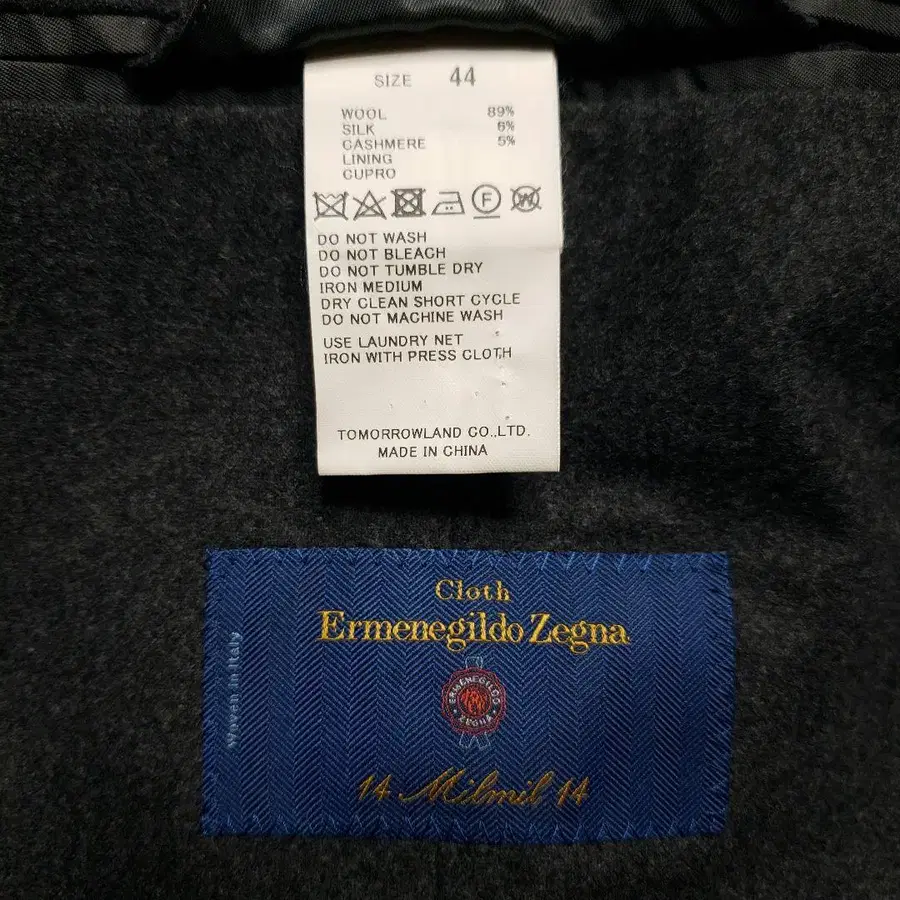 SIZE 44
WOOL 89%
SILK 6%
CASHMERE 5%
LINING
CUPRO
F W
DO NOT WASH
DO NOT BLEACH
DO NOT TUMBLE DRY
IRON MEDIUM
DRY CLEAN SHORT CYCLE
DO NOT MACHINE WASH
USE LAUNDRY NET
IRON WITH PRESS CLOTH
TOMORROWLAND CO.,LTD.
MADE IN CHINA
Cloth
Ermenegildo Zegna
Woven in Italy
ERMENEGILDO
14 Milmil 14